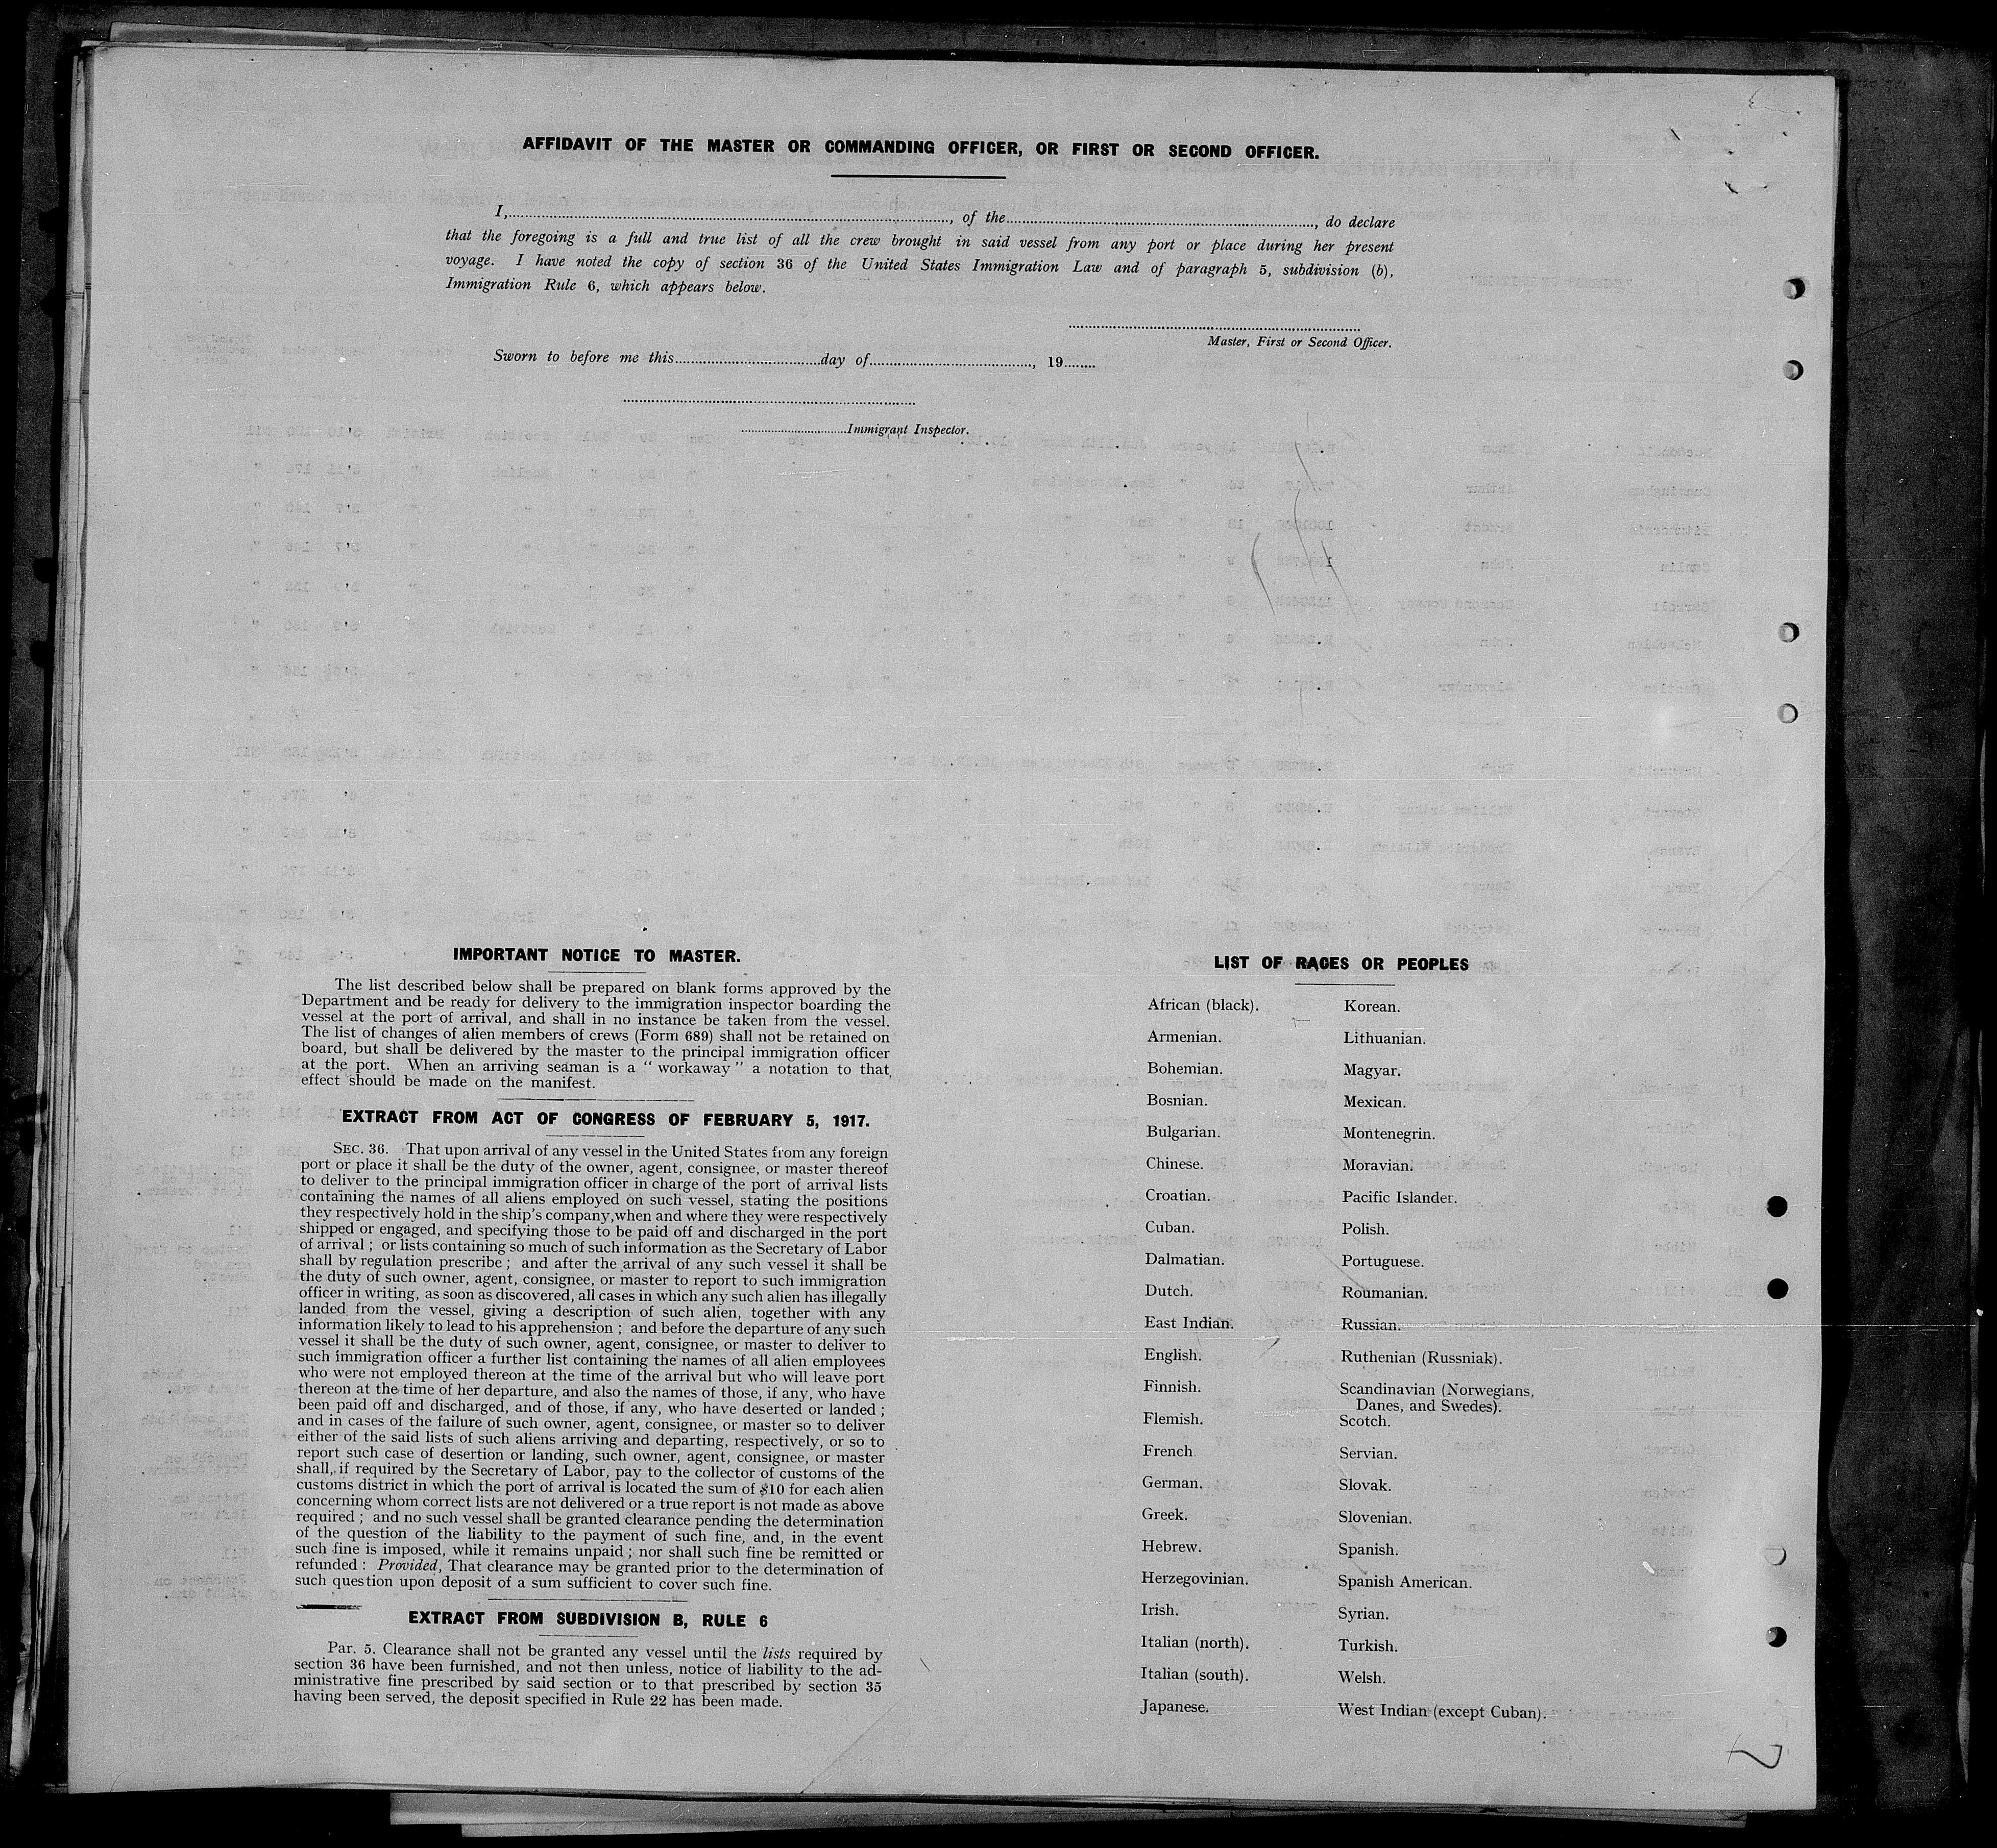 AFFIDAVIT OF THE MASTER OR COMMANDING OFFICER, OR FIRST OR SECOND OFFICER.
I,........................, of the........................, do declare
that the foregoing is a full and true list of all the crew brought in said vessel from any port or place during her present
voyage. I have noted the copy of section 36 of the United States Immigration Law and of paragraph 5, subdivision (b),
Immigration Rule 6, which appears below.
Master, First or Second Officer.
Sworn to before me this................day of................, 19........
................Immigrant Inspector.
IMPORTANT NOTICE TO MASTER.
The list described below shall be prepared on blank forms approved by the
Department and be ready for delivery to the immigration inspector boarding the
vessel at the port of arrival, and shall in no instance be taken from the vessel.
The list of changes of alien members of crews (Form 689) shall not be retained on
board, but shall be delivered by the master to the principal immigration officer
at the port. When an arriving seaman is a " workaway " a notation to that
effect should be made on the manifest.
EXTRACT FROM ACT OF CONGRESS OF FEBRUARY 5, 1917.
SEC. 36. That upon arrival of any vessel in the United States from any foreign
port or place it shall be the duty of the owner, agent, consignee, or master thereof
to deliver to the principal immigration officer in charge of the port of arrival lists
containing the names of all aliens employed on such vessel, stating the positions
they respectively hold in the ship's company,when and where they were respectively
shipped or engaged, and specifying those to be paid off and discharged in the port
of arrival ; or lists containing so much of such information as the Secretary of Labor
shall by regulation prescribe ; and after the arrival of any such vessel it shall be
the duty of such owner, agent, consignee, or master to report to such immigration
officer in writing, as soon as discovered, all cases in which any such alien has illegally
landed from the vessel, giving a description of such alien, together with any
information likely to lead to his apprehension ; and before the departure of any such
vessel it shall be the duty of such owner, agent, consignee, or master to deliver to
such immigration officer a further list containing the names of all alien employees
who were not employed thereon at the time of the arrival but who will leave port
thereon at the time of her departure, and also the names of those, if any, who have
been paid off and discharged, and of those, if any, who have deserted or landed ;
and in cases of the failure of such owner, agent, consignee, or master so to deliver
either of the said lists of such aliens arriving and departing, respectively, or so to
report such case of desertion or landing, such owner, agent, consignee, or master
shall, if required by the Secretary of Labor, pay to the collector of customs of the
customs district in which the port of arrival is located the sum of $10 for each alien
concerning whom correct lists are not delivered or a true report is not made as above
required ; and no such vessel shall be granted clearance pending the determination
of the question of the liability to the payment of such fine, and, in the event
such fine is imposed, while it remains unpaid ; nor shall such fine be remitted or
refunded : Provided, That clearance may be granted prior to the determination of
such question upon deposit of a sum sufficient to cover such fine.
EXTRACT FROM SUBDIVISION B, RULE 6
Par. 5. Clearance shall not be granted any vessel until the lists required by
section 36 have been furnished, and not then unless, notice of liability to the ad-
ministrative fine prescribed by said section or to that prescribed by section 35
having been served, the deposit specified in Rule 22 has been made.
LIST OF RACES OR PEOPLES
African (black).
Armenian.
Bohemian.
Bosnian.
Bulgarian.
Chinese.
Croatian.
Cuban.
Dalmatian.
Dutch.
East Indian.
English.
Finnish.
Flemish.
French
German.
Greek.
Hebrew.
Herzegovinian.
Irish.
Italian (north).
Italian (south).
Japanese.
Korean.
Lithuanian.
Magyar.
Mexican.
Montenegrin.
Moravian.
Pacific Islander.
Polish.
Portuguese.
Roumanian.
Russian.
Ruthenian (Russniak).
Scandinavian (Norwegians,
Danes, and Swedes).
Scotch.
Servian.
Slovak.
Slovenian.
Spanish.
Spanish American.
Syrian.
Turkish.
Welsh.
West Indian (except Cuban).